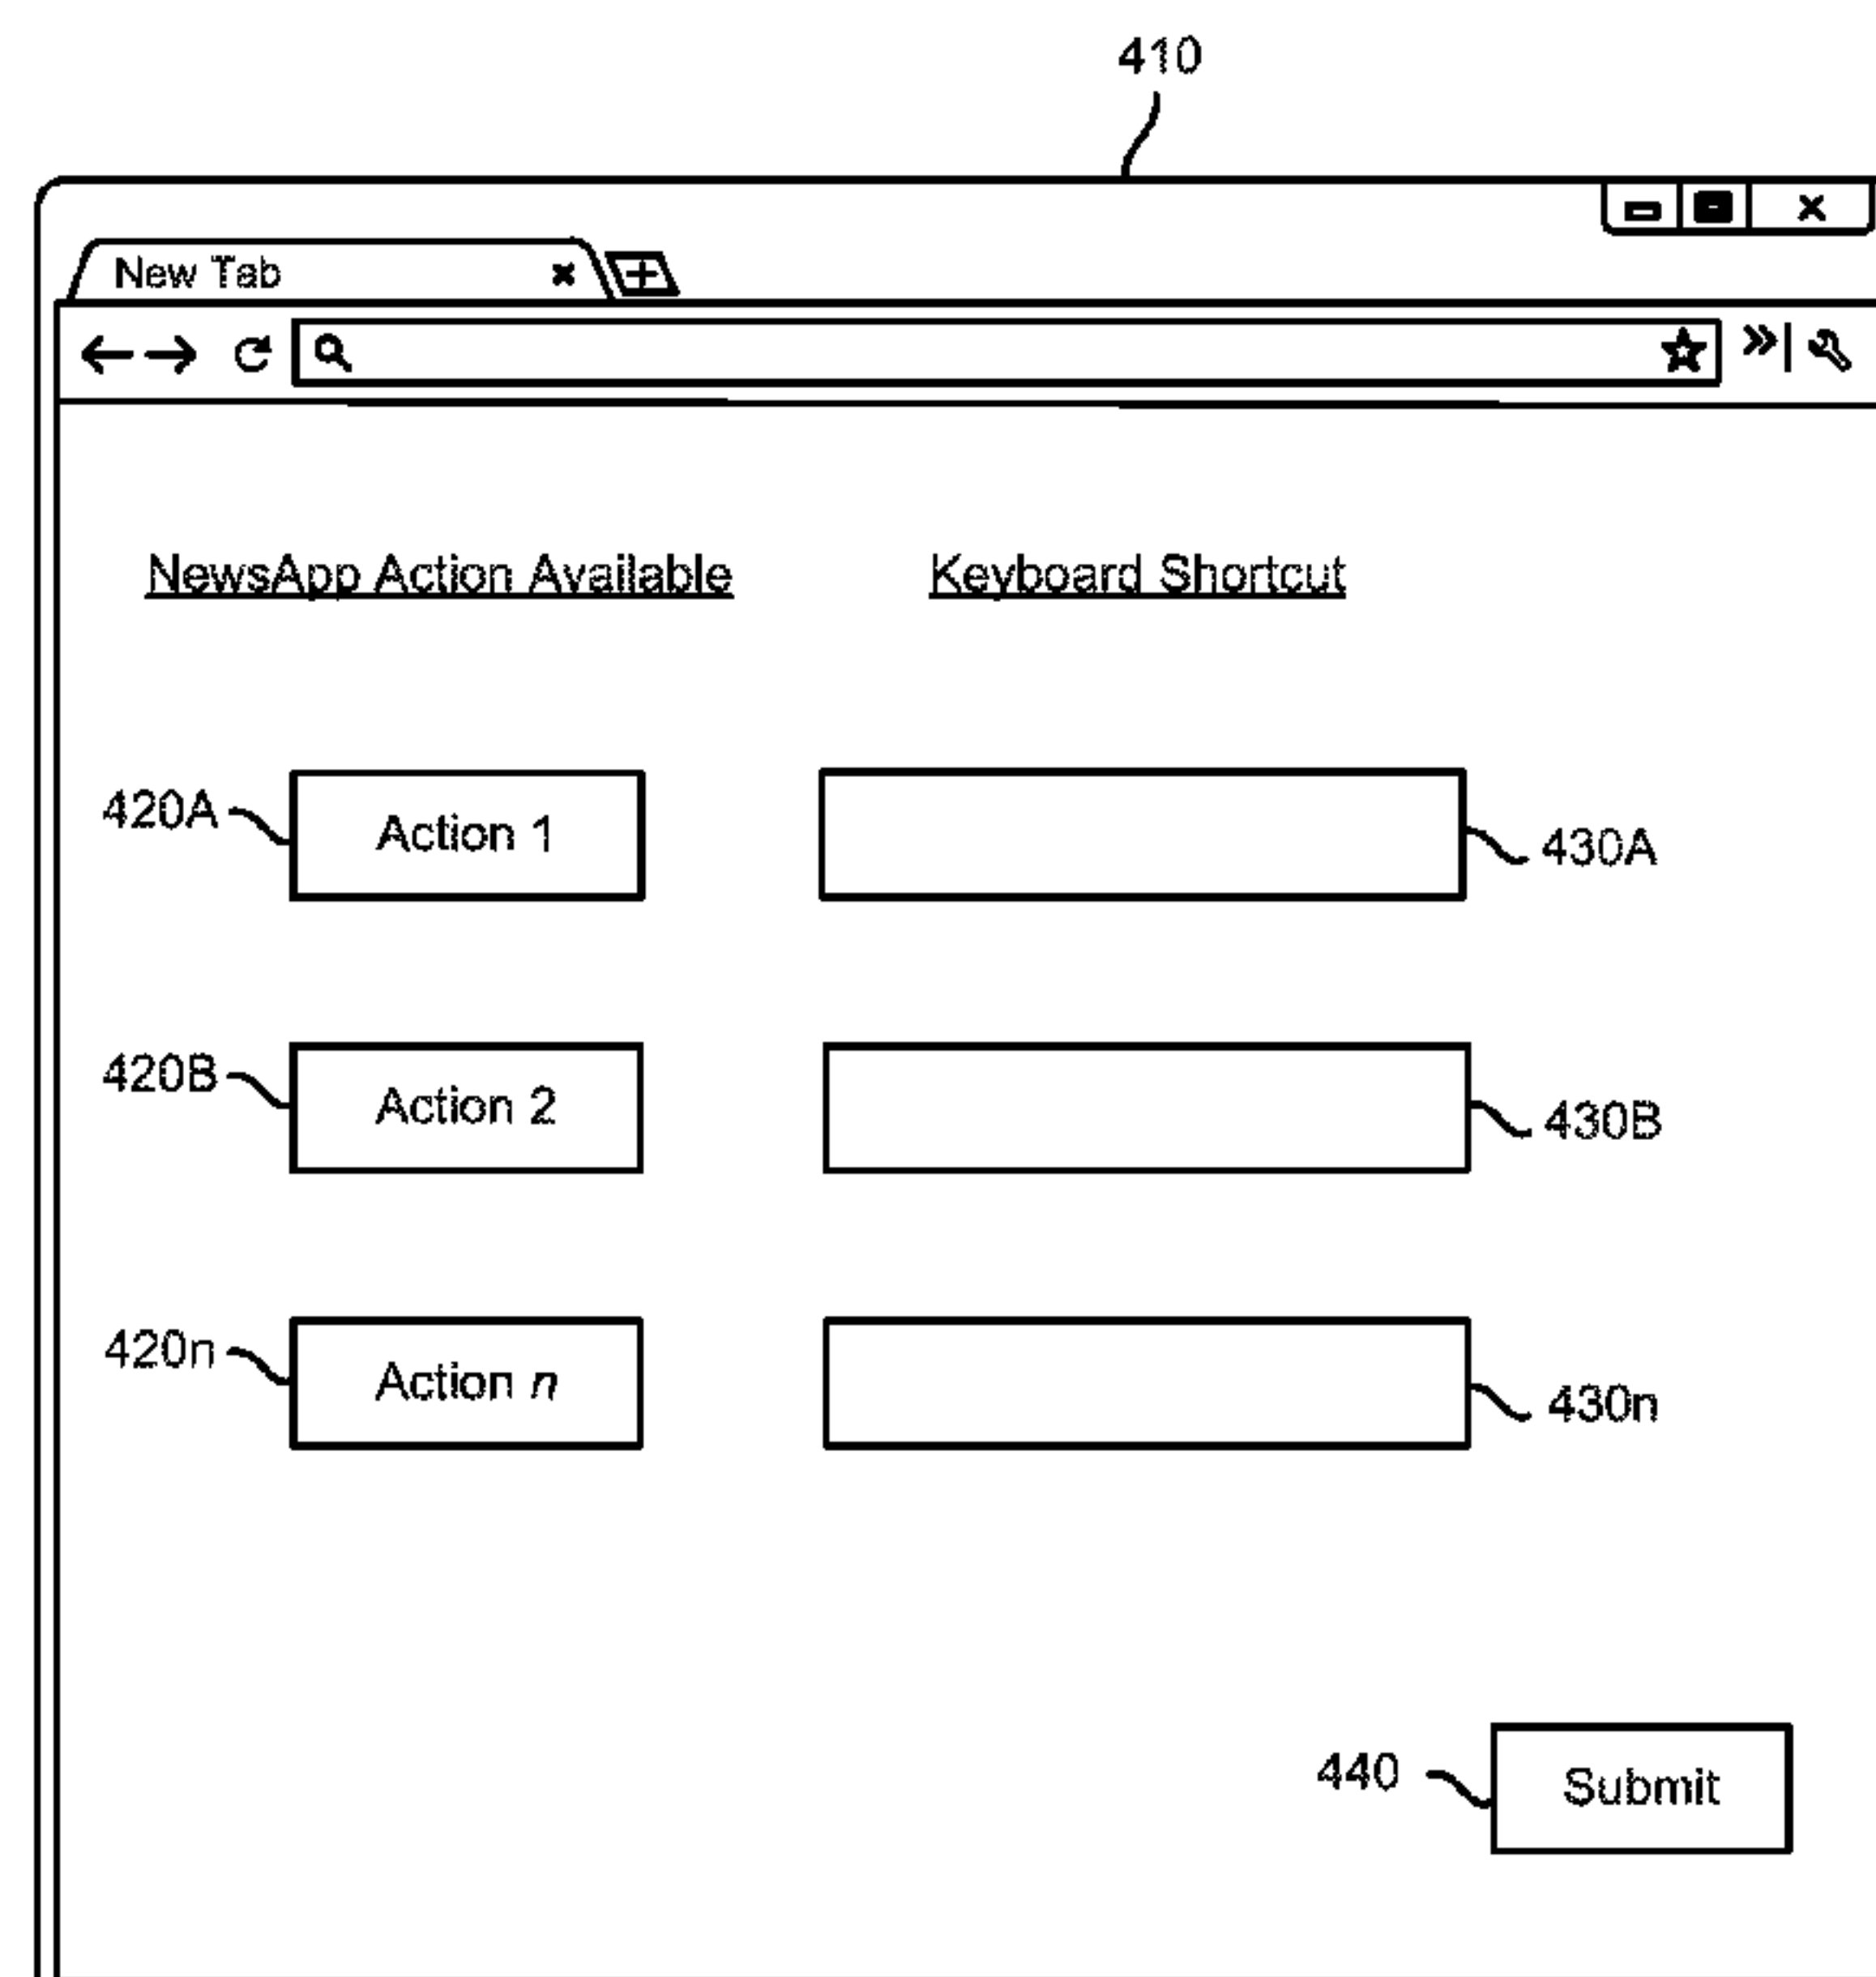 410
New Tab
NewsApp Action Available Keyboard Shortcut
420A Action 1 430A
420B Action 2 430B
420n Action n 430n
440 Submit